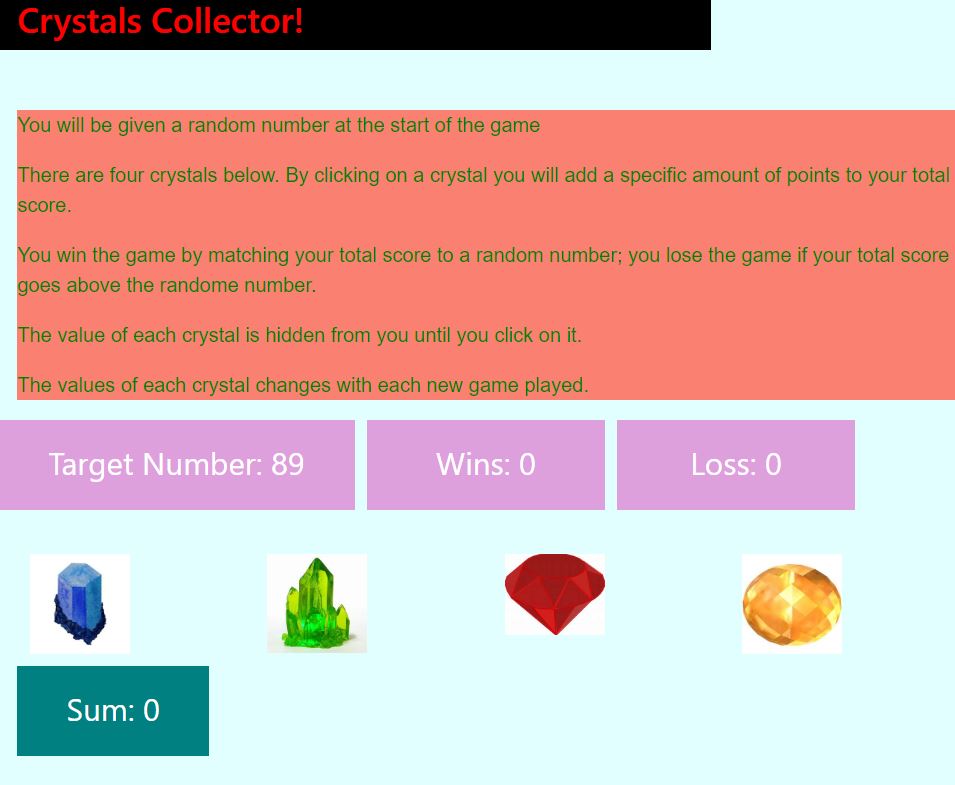 Crystals Collector!
You will be given a random number at the start of the game
There are four crystals below. By clicking on a crystal you will add a specific amount of points to your total
score.
You win the game by matching your total score to a random number; you lose the game if your total score
goes above the randome number.
The value of each crystal is hidden from you until you click on it.
The values of each crystal changes with each new game played.
Target Number: 89
Wins: 0
Loss: 0
Sum: 0